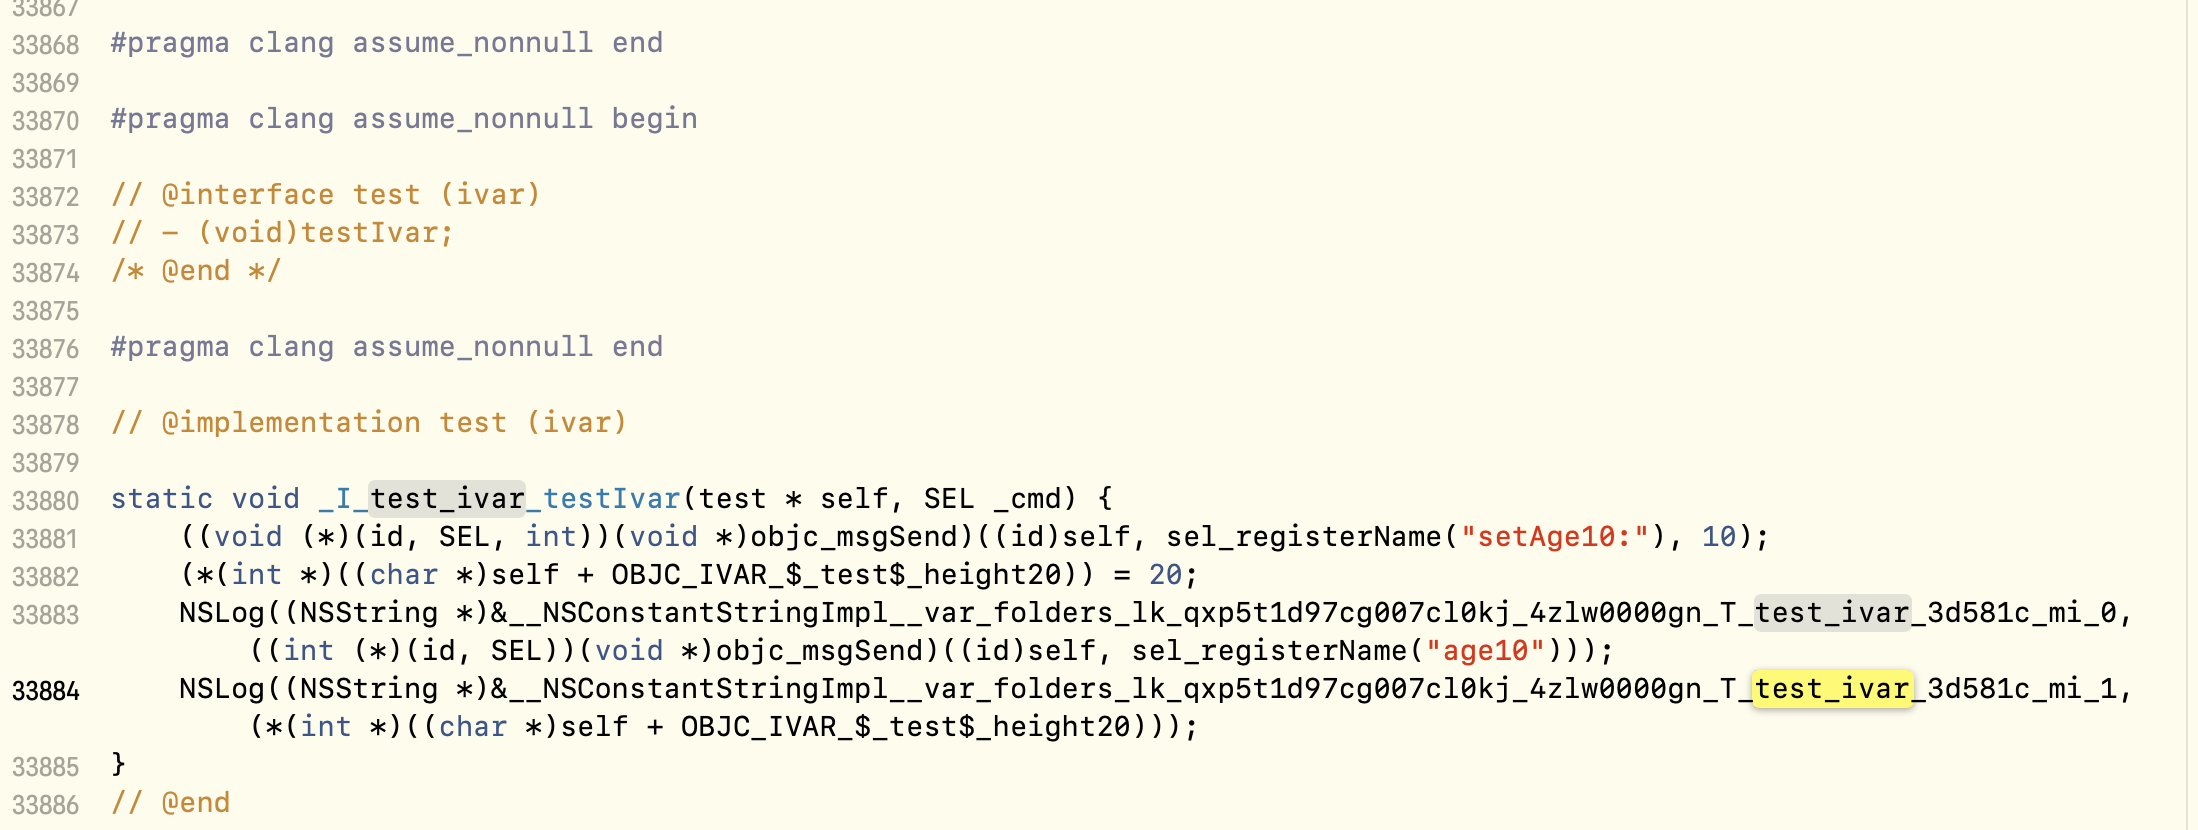 33867
33868 #pragma clang assume_nonnull end
33869
33870 #pragma clang assume_nonnull begin
33871
33872 // @interface test (ivar)
33873 // - (void)testIvar;
33874 /* @end */
33875
33876 #pragma clang assume_nonnull end
33877
33878 // @implementation test (ivar)
33879
33880 static void _I_test_ivar_testIvar(test * self, SEL _cmd) {
33881     ((void (*)(id, SEL, int))(void *)objc_msgSend)((id)self, sel_registerName("setAge10:"), 10);
33882     (*(int *)((char *)self + OBJC_IVAR_$_test$_height20)) = 20;
33883     NSLog((NSString *)&__NSConstantStringImpl__var_folders_lk_qxp5t1d97cg007cl0kj_4zlw0000gn_T_test_ivar_3d581c_mi_0,
        ((int (*)(id, SEL))(void *)objc_msgSend)((id)self, sel_registerName("age10")));
33884     NSLog((NSString *)&__NSConstantStringImpl__var_folders_lk_qxp5t1d97cg007cl0kj_4zlw0000gn_T_test_ivar_3d581c_mi_1,
        (*(int *)((char *)self + OBJC_IVAR_$_test$_height20)));
33885 }
33886 // @end